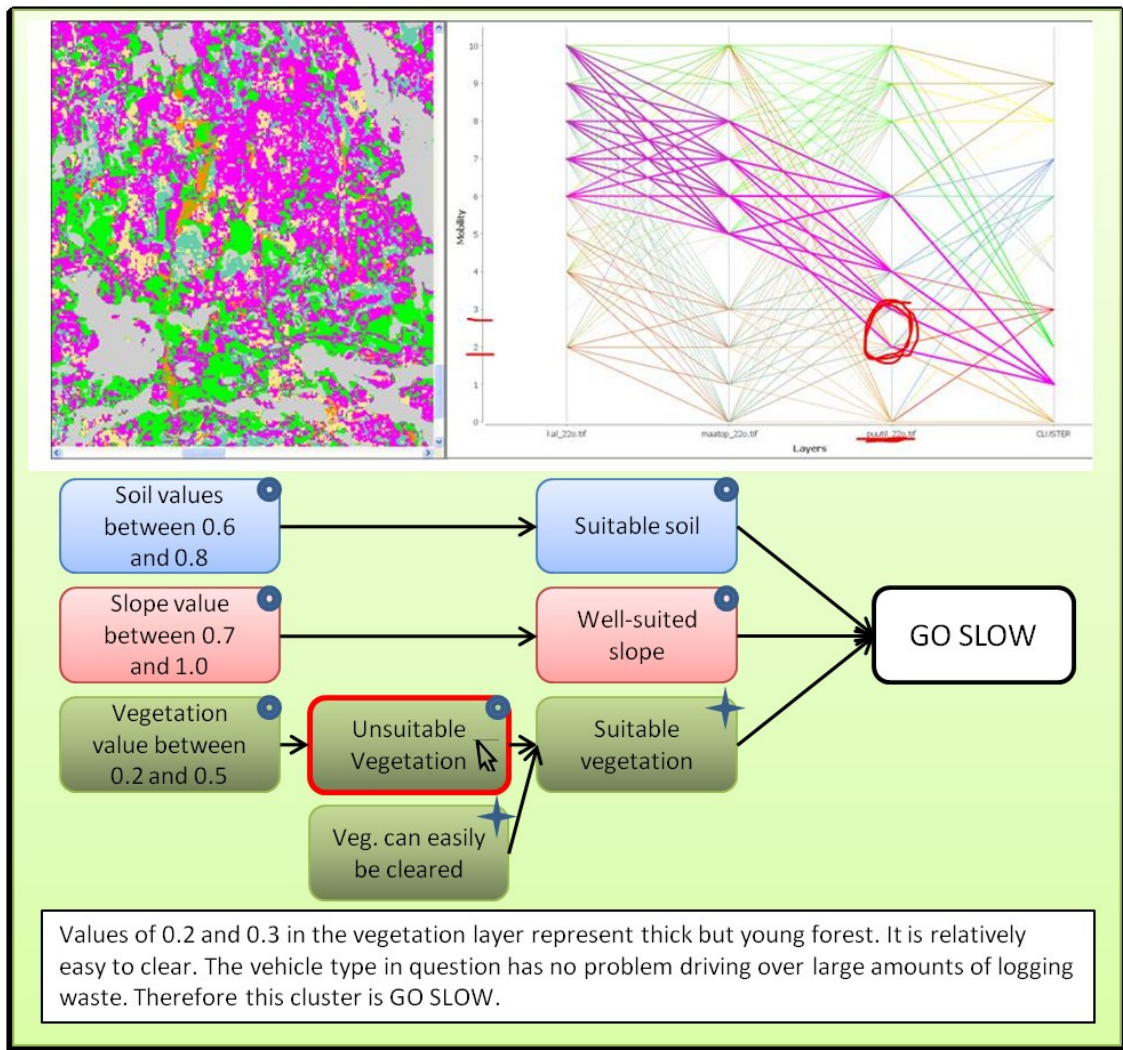 10
9
8
7
6
5
4
3
2
1
0
Mobility
kal_22o.tif
maatop_22o.tif
puutil_22o.tif
CLUSTER
Layers
Soil values
between 0.6
and 0.8
Suitable soil
Slope value
between 0.7
and 1.0
Well-suited
slope
GO SLOW
Vegetation
value between
0.2 and 0.5
Unsuitable
Vegetation
Suitable
vegetation
Veg. can easily
be cleared
Values of 0.2 and 0.3 in the vegetation layer represent thick but young forest. It is relatively
easy to clear. The vehicle type in question has no problem driving over large amounts of logging
waste. Therefore this cluster is GO SLOW.